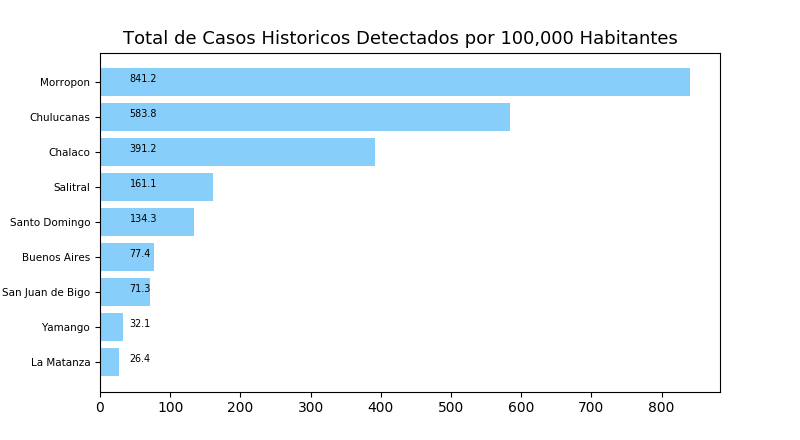 Total de Casos Historicos Detectados por 100,000 Habitantes
Morropon 841.2
Chulucanas 583.8
Chalaco 391.2
Salitral 161.1
Santo Domingo 134.3
Buenos Aires 77.4
San Juan de Bigo 71.3
Yamango 32.1
La Matanza 26.4
0 100 200 300 400 500 600 700 800